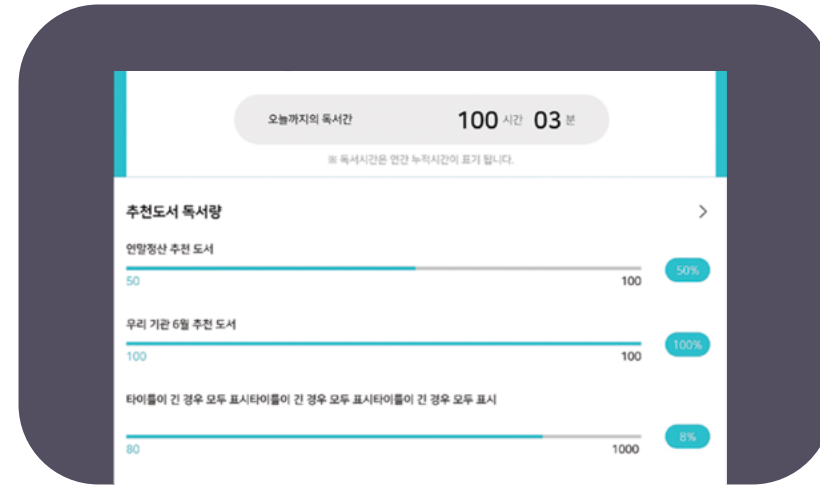 오늘까지의 독서간 100 시간 03 분
※ 독서시간은 연간 누적시간이 표기 됩니다.
추천도서 독서량
연말정산 추천 도서
50%
50 100
우리 기관 6월 추천 도서
100%
100 100
타이틀이 긴 경우 모두 표시타이틀이 긴 경우 모두 표시타이틀이 긴 경우 모두 표시
8%
80 1000